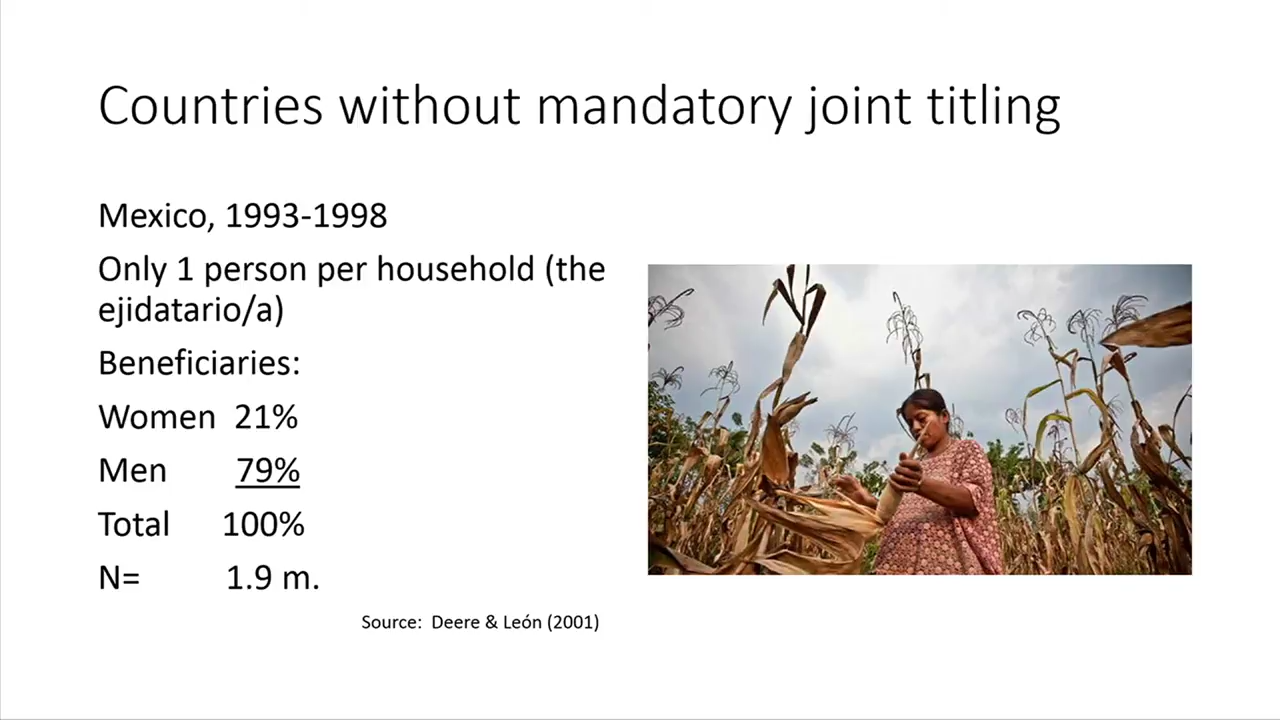 Countries without mandatory joint titling
Mexico, 1993-1998
Only 1 person per household (the
ejidatario/a)
Beneficiaries:
Women 21%
Men 79%
Total 100%
N= 1.9 m.
Source: Deere & León (2001)